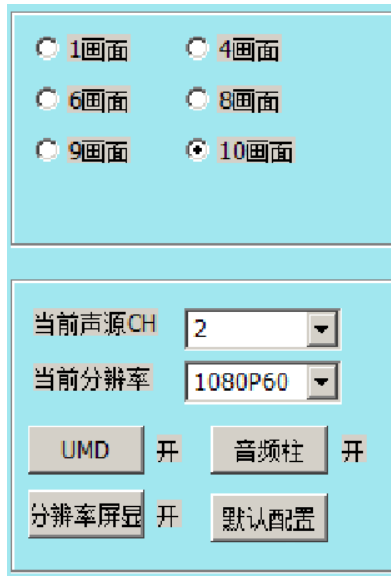 1画面 4画面
6画面 8画面
9画面 10画面
当前声源CH 2
当前分辨率 1080P60
UMD 开 音频柱 开
分辨率屏显 开 默认配置